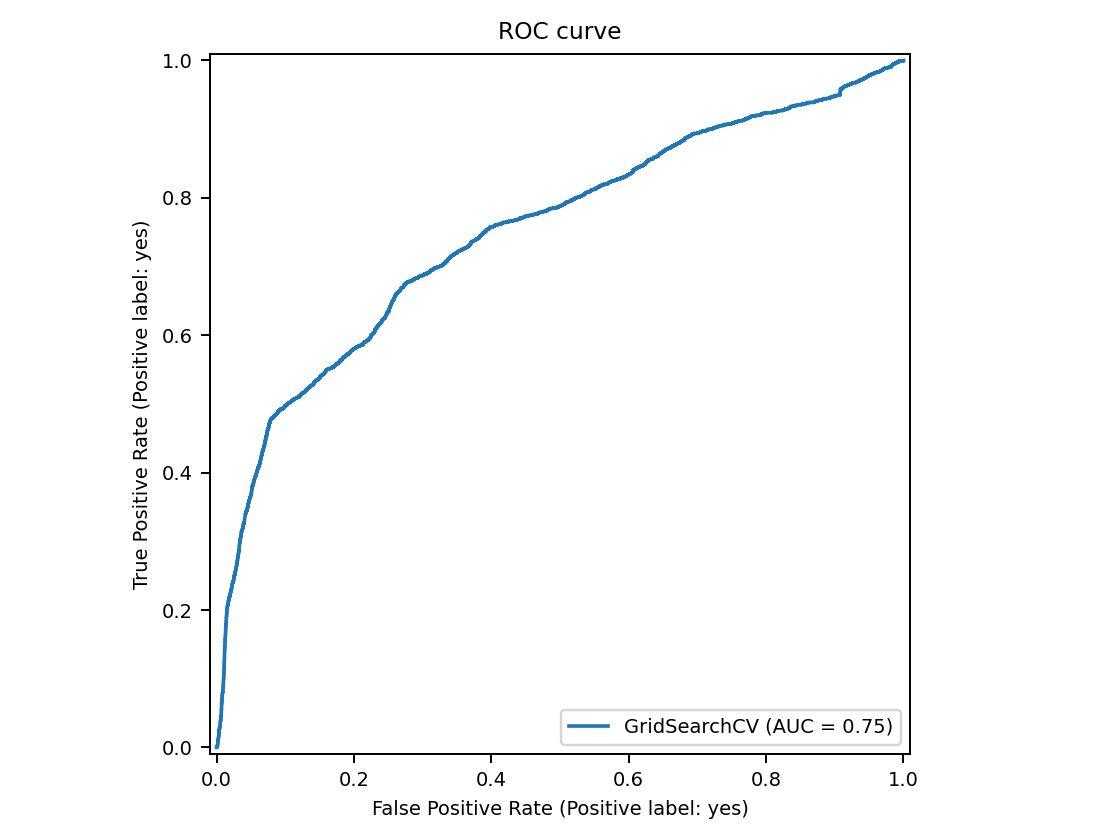 ROC curve
1.0
0.8
0.6
0.4
0.2
0.0
True Positive Rate (Positive label: yes)
0.0 0.2 0.4 0.6 0.8 1.0
False Positive Rate (Positive label: yes)
GridSearchCV (AUC = 0.75)